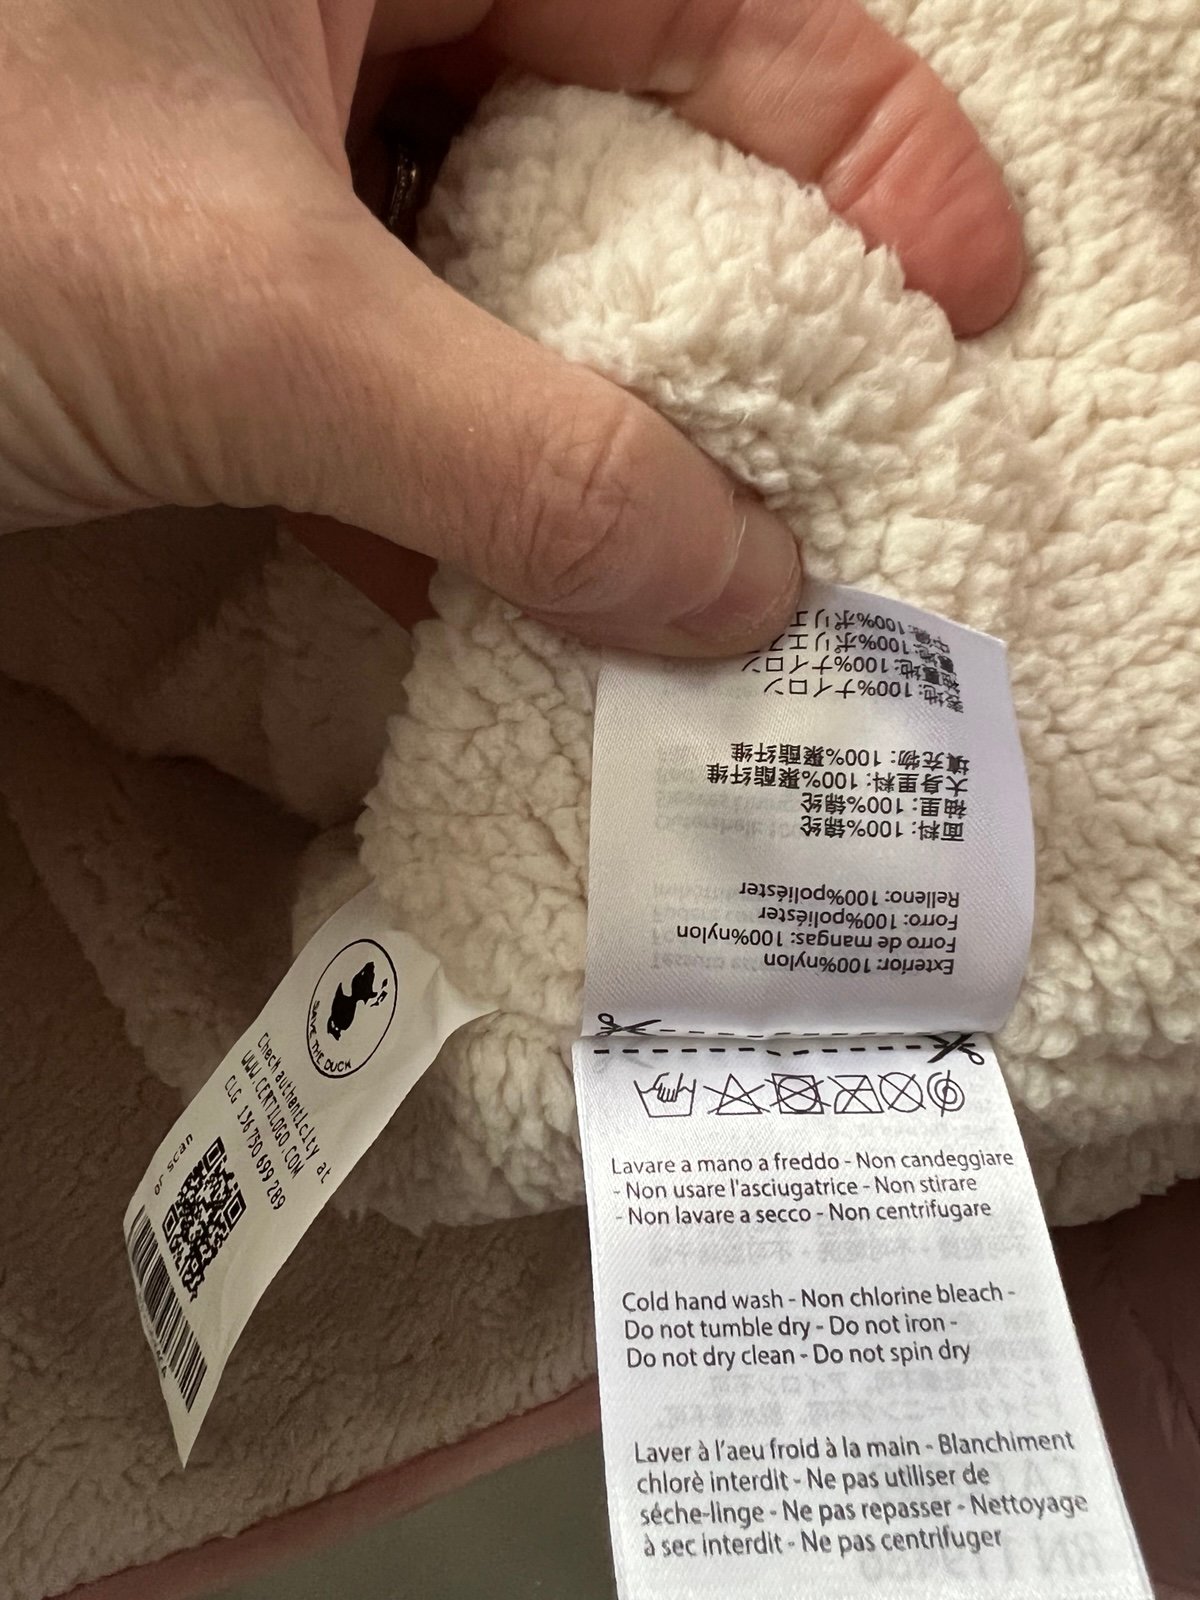 表地: 100%ナイロン
袖裏地: 100%ナイロン
裏地: 100%ポリエス
中綿: 100%ポリエ
面料: 100%锦纶
袖里: 100%锦纶
大身里料: 100%聚酯纤维
填充物: 100%聚酯纤维
Exterior: 100%nylon
Forro de mangas: 100%nylon
Forro: 100%poliéster
Relleno: 100%poliéster
SAVE THE DUCK
Check authenticity at
WWW.CERTILOGO.COM
CLG 136 750 699 289
or scan
Lavare a mano a freddo - Non candeggiare
- Non usare l'asciugatrice - Non stirare
- Non lavare a secco - Non centrifugare
Cold hand wash - Non chlorine bleach -
Do not tumble dry - Do not iron -
Do not dry clean - Do not spin dry
Laver à l'aeu froid à la main - Blanchiment
chlorè interdit - Ne pas utiliser de
séche-linge - Ne pas repasser - Nettoyage
à sec interdit - Ne pas centrifuger